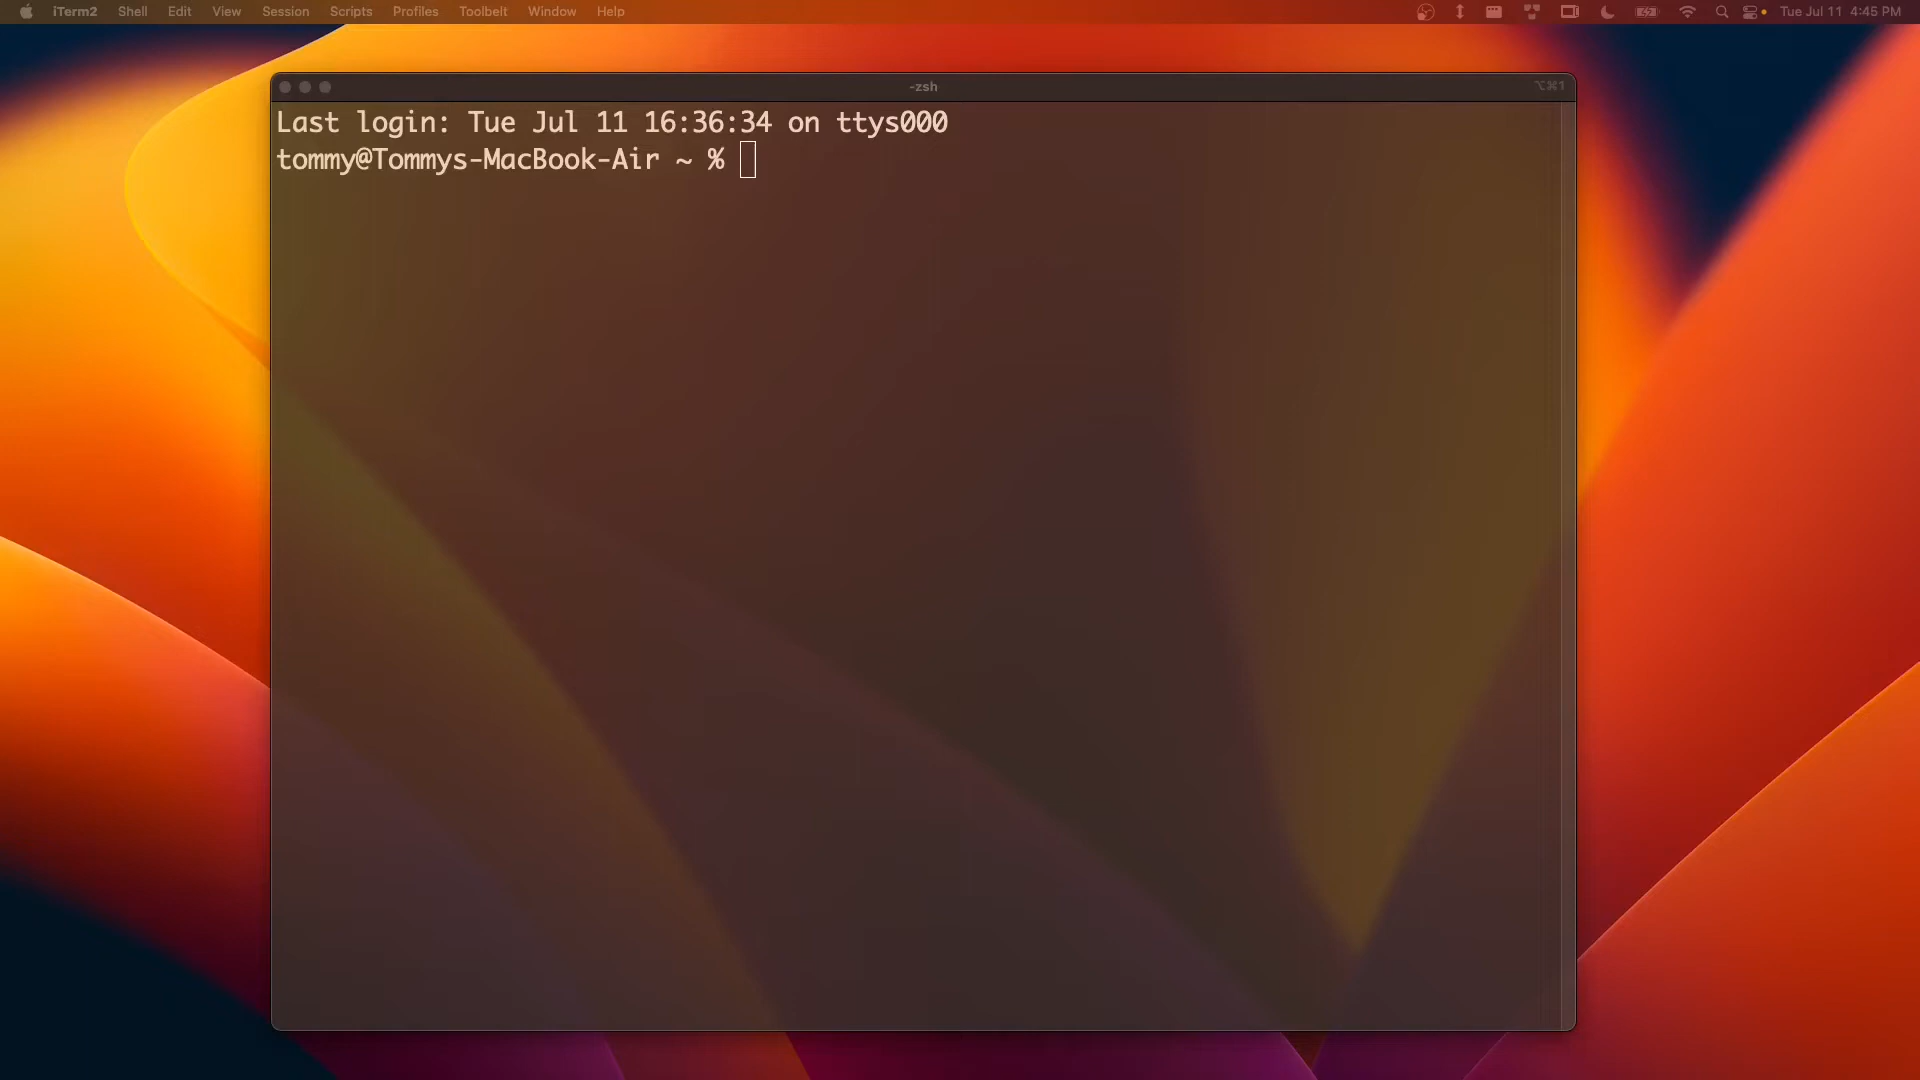 iTerm2 Shell Edit View Session Scripts Profiles Toolbelt Window Help Tue Jul 11 4:45 PM
-zsh ⌥⌘1
Last login: Tue Jul 11 16:36:34 on ttys000
tommy@Tommys-MacBook-Air ~ %